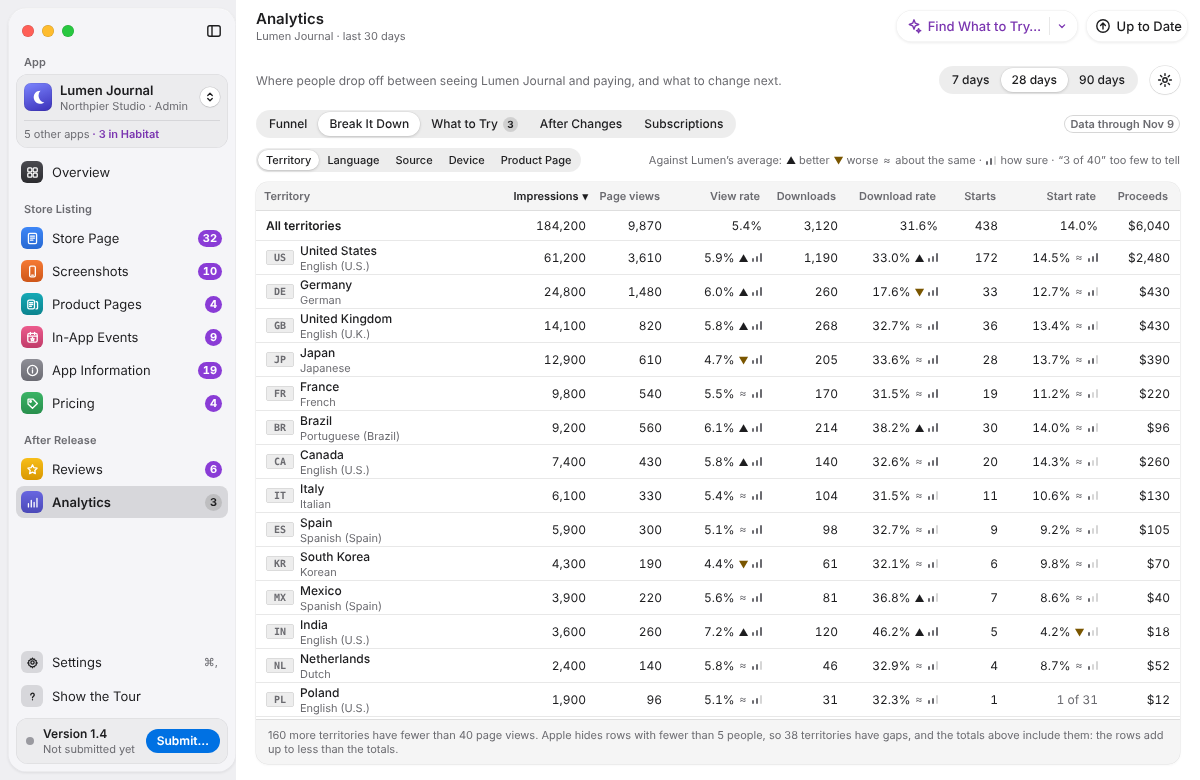 App
Lumen Journal
Northpier Studio · Admin
5 other apps · 3 in Habitat
Overview
Store Listing
Store Page 32
Screenshots 10
Product Pages 4
In-App Events 9
App Information 19
Pricing 4
After Release
Reviews 6
Analytics 3
Settings ⌘,
? Show the Tour
Version 1.4
Not submitted yet
Submit...
Analytics
Lumen Journal · last 30 days
Find What to Try...
Up to Date
Where people drop off between seeing Lumen Journal and paying, and what to change next.
7 days 28 days 90 days
Funnel Break It Down What to Try 3 After Changes Subscriptions
Data through Nov 9
Territory Language Source Device Product Page
Against Lumen's average: ▲ better ▼ worse ≈ about the same · how sure · “3 of 40” too few to tell
Territory Impressions ▼ Page views View rate Downloads Download rate Starts Start rate Proceeds
All territories 184,200 9,870 5.4% 3,120 31.6% 438 14.0% $6,040
US United States 61,200 3,610 5.9% ▲ 1,190 33.0% ▲ 172 14.5% ≈ $2,480
English (U.S.)
DE Germany 24,800 1,480 6.0% ▲ 260 17.6% ▼ 33 12.7% ≈ $430
German
GB United Kingdom 14,100 820 5.8% ▲ 268 32.7% ≈ 36 13.4% ≈ $430
English (U.K.)
JP Japan 12,900 610 4.7% ▼ 205 33.6% ≈ 28 13.7% ≈ $390
Japanese
FR France 9,800 540 5.5% ≈ 170 31.5% ≈ 19 11.2% ≈ $220
French
BR Brazil 9,200 560 6.1% ▲ 214 38.2% ▲ 30 14.0% ≈ $96
Portuguese (Brazil)
CA Canada 7,400 430 5.8% ▲ 140 32.6% ≈ 20 14.3% ≈ $260
English (U.S.)
IT Italy 6,100 330 5.4% ≈ 104 31.5% ≈ 11 10.6% ≈ $130
Italian
ES Spain 5,900 300 5.1% ≈ 98 32.7% ≈ 9 9.2% ≈ $105
Spanish (Spain)
KR South Korea 4,300 190 4.4% ▼ 61 32.1% ≈ 6 9.8% ≈ $70
Korean
MX Mexico 3,900 220 5.6% ≈ 81 36.8% ▲ 7 8.6% ≈ $40
Spanish (Spain)
IN India 3,600 260 7.2% ▲ 120 46.2% ▲ 5 4.2% ▼ $18
English (U.S.)
NL Netherlands 2,400 140 5.8% ≈ 46 32.9% ≈ 4 8.7% ≈ $52
Dutch
PL Poland 1,900 96 5.1% ≈ 31 32.3% ≈ 1 1 of 31 $12
English (U.S.)
160 more territories have fewer than 40 page views. Apple hides rows with fewer than 5 people, so 38 territories have gaps, and the totals above include them: the rows add
up to less than the totals.